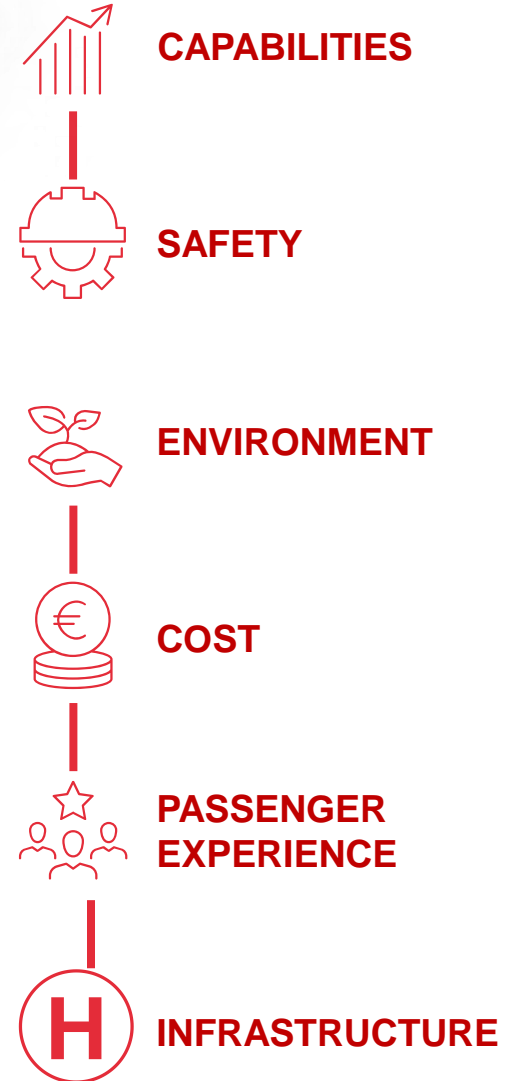 CAPABILITIES
SAFETY
ENVIRONMENT
€
COST
PASSENGER
EXPERIENCE
H
INFRASTRUCTURE